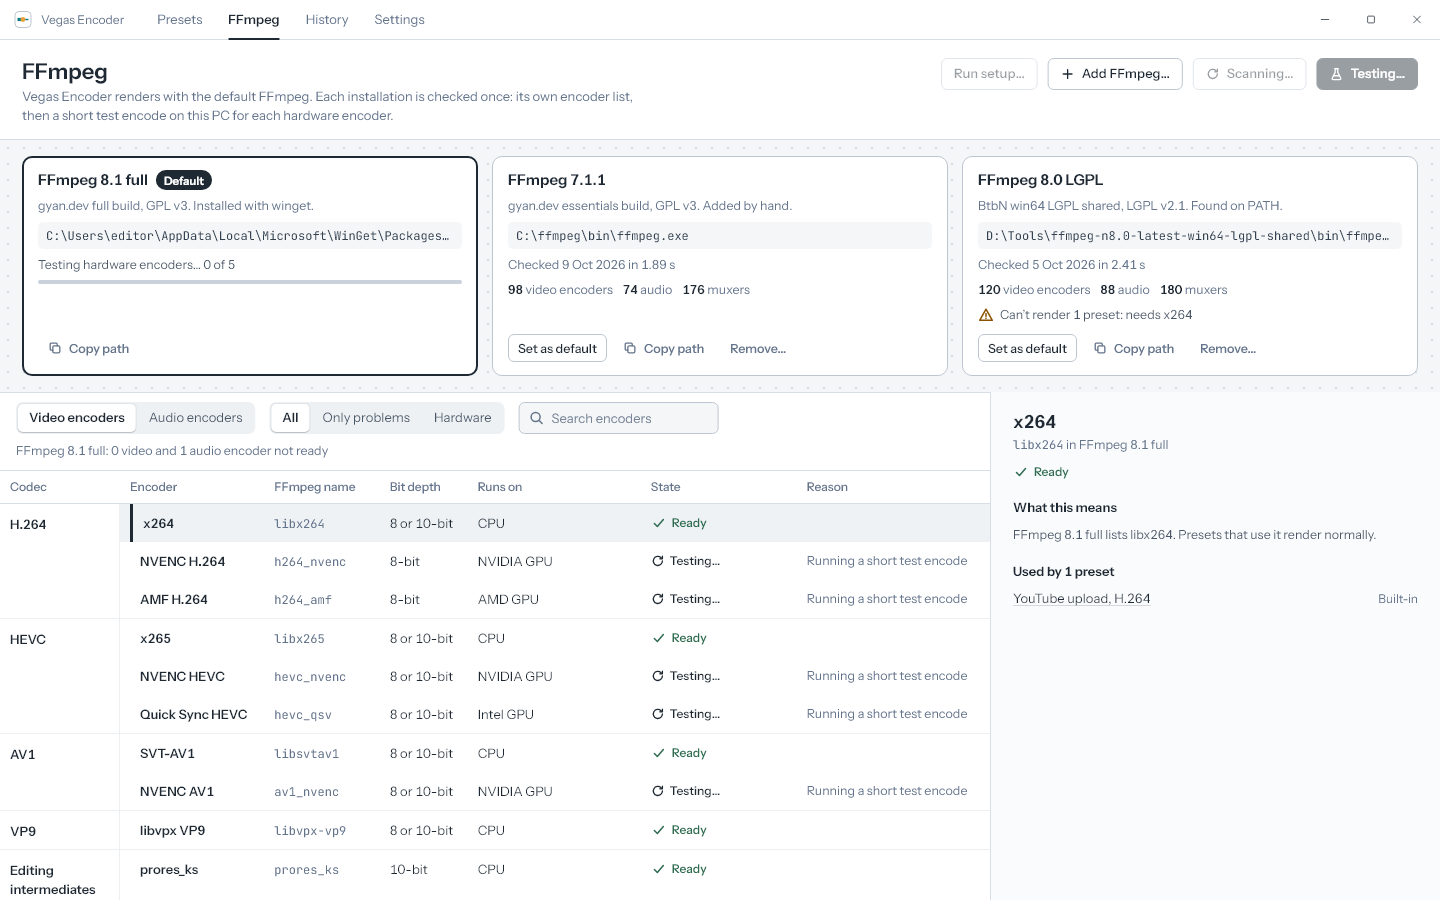 Vegas Encoder
Presets
FFmpeg
History
Settings
FFmpeg
Vegas Encoder renders with the default FFmpeg. Each installation is checked once: its own encoder list,
then a short test encode on this PC for each hardware encoder.
Run setup...
Add FFmpeg...
Scanning...
Testing...
FFmpeg 8.1 full Default
gyan.dev full build, GPL v3. Installed with winget.
C:\Users\editor\AppData\Local\Microsoft\WinGet\Packages…
Testing hardware encoders… 0 of 5
Copy path
FFmpeg 7.1.1
gyan.dev essentials build, GPL v3. Added by hand.
C:\ffmpeg\bin\ffmpeg.exe
Checked 9 Oct 2026 in 1.89 s
98 video encoders 74 audio 176 muxers
Set as default Copy path Remove...
FFmpeg 8.0 LGPL
BtbN win64 LGPL shared, LGPL v2.1. Found on PATH.
D:\Tools\ffmpeg-n8.0-latest-win64-lgpl-shared\bin\ffmpe…
Checked 5 Oct 2026 in 2.41 s
120 video encoders 88 audio 180 muxers
Can't render 1 preset: needs x264
Set as default Copy path Remove...
Video encoders Audio encoders All Only problems Hardware Search encoders
FFmpeg 8.1 full: 0 video and 1 audio encoder not ready
Codec Encoder FFmpeg name Bit depth Runs on State Reason
H.264 x264 libx264 8 or 10-bit CPU Ready
NVENC H.264 h264_nvenc 8-bit NVIDIA GPU Testing... Running a short test encode
AMF H.264 h264_amf 8-bit AMD GPU Testing... Running a short test encode
HEVC x265 libx265 8 or 10-bit CPU Ready
NVENC HEVC hevc_nvenc 8 or 10-bit NVIDIA GPU Testing... Running a short test encode
Quick Sync HEVC hevc_qsv 8 or 10-bit Intel GPU Testing... Running a short test encode
AV1 SVT-AV1 libsvtav1 8 or 10-bit CPU Ready
NVENC AV1 av1_nvenc 8 or 10-bit NVIDIA GPU Testing... Running a short test encode
VP9 libvpx VP9 libvpx-vp9 8 or 10-bit CPU Ready
Editing prores_ks prores_ks 10-bit CPU Ready
intermediates
x264
libx264 in FFmpeg 8.1 full
Ready
What this means
FFmpeg 8.1 full lists libx264. Presets that use it render normally.
Used by 1 preset
YouTube upload, H.264 Built-in